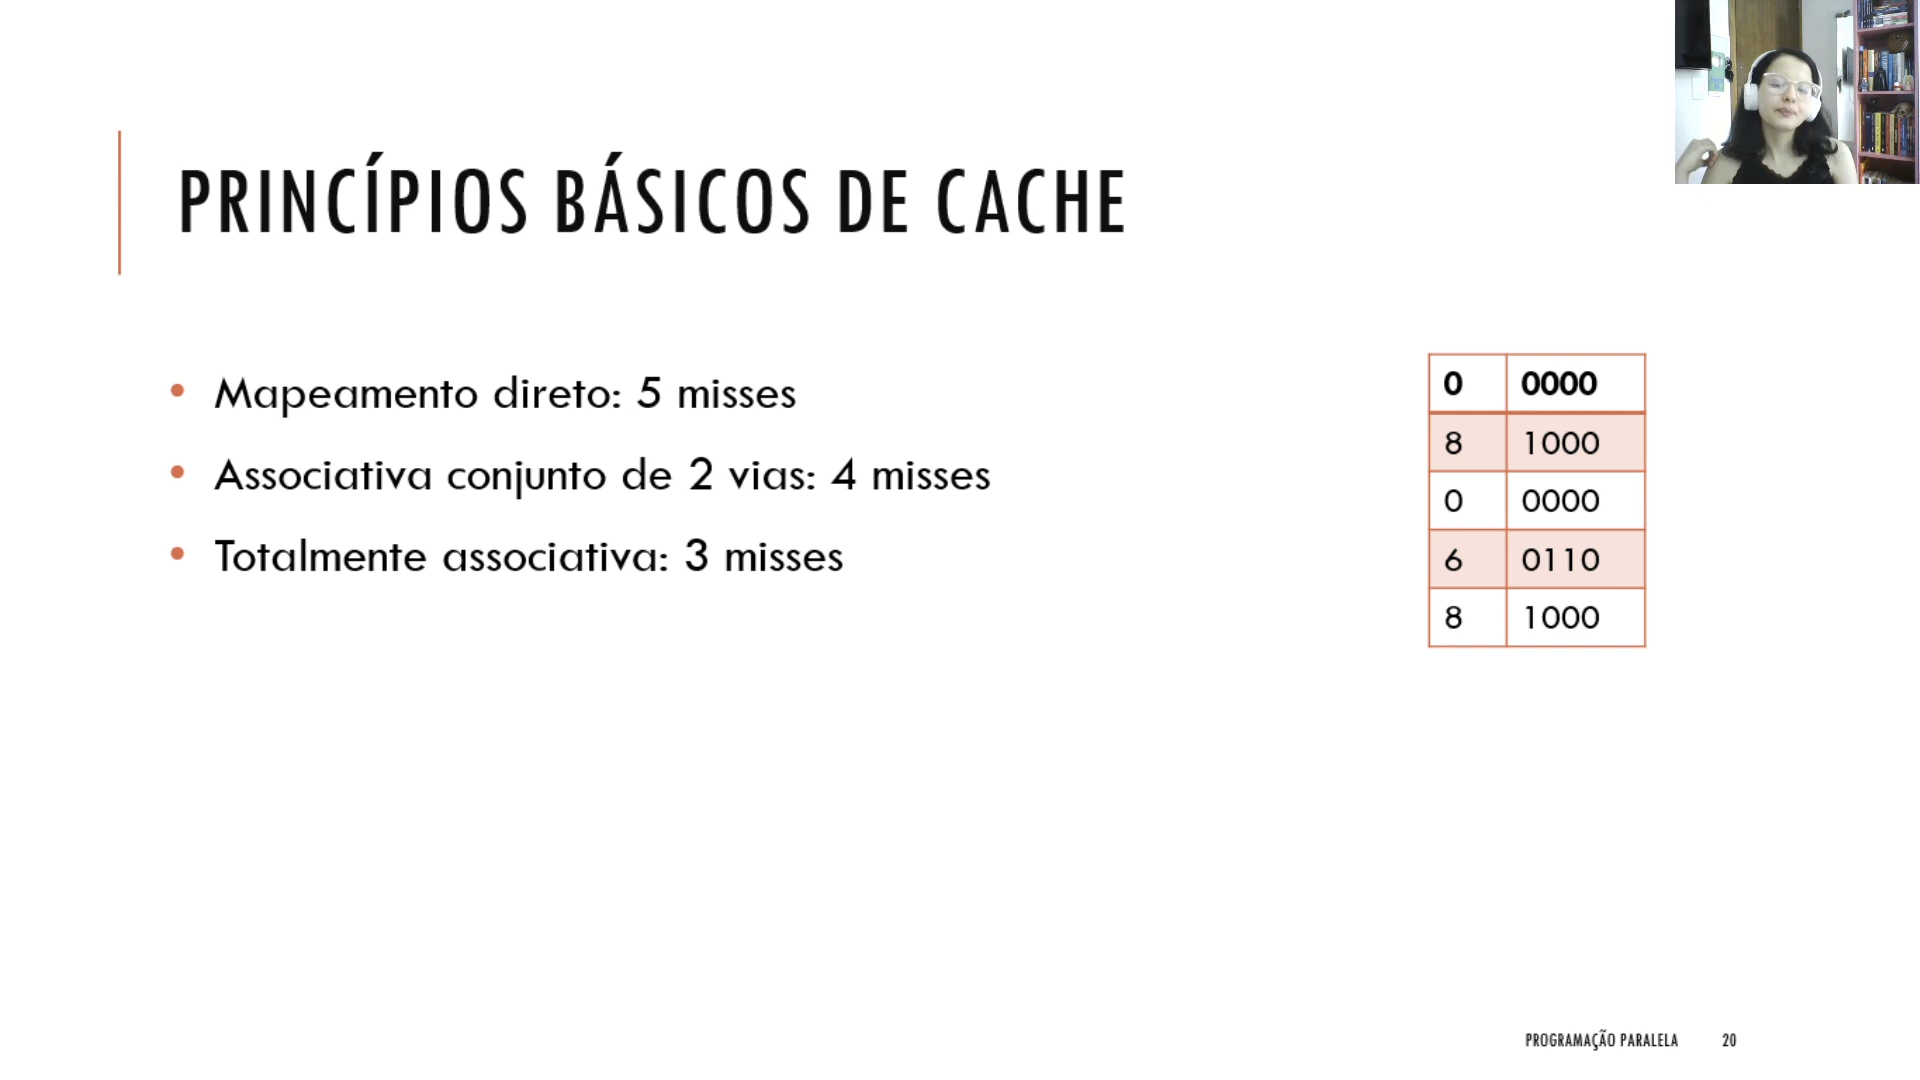 PRINCÍPIOS BÁSICOS DE CACHE
• Mapeamento direto: 5 misses
• Associativa conjunto de 2 vias: 4 misses
• Totalmente associativa: 3 misses
0 0000
8 1000
0 0000
6 0110
8 1000
PROGRAMAÇÃO PARALELA 20